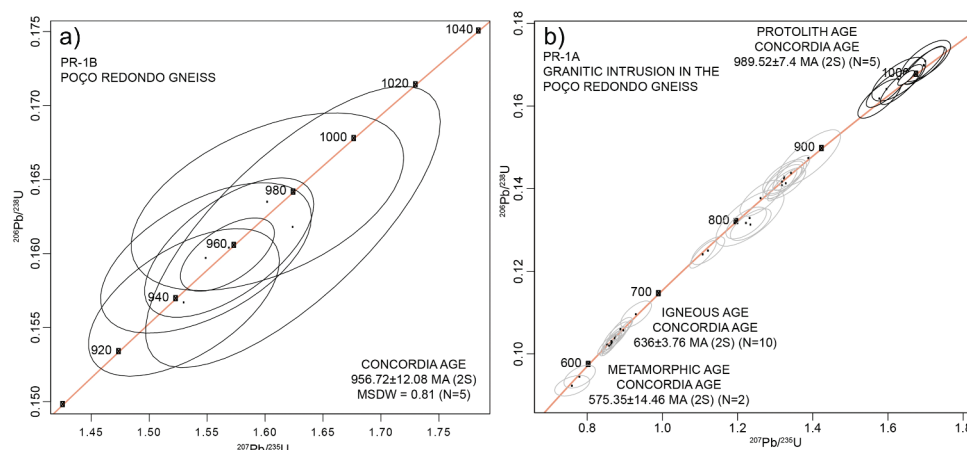 a)
PR-1B
POÇO REDONDO GNEISS
0.175
0.170
0.165
0.160
0.155
0.150
²⁰⁶Pb/²³⁸U
1040
1020
1000
980
960
940
920
CONCORDIA AGE
956.72±12.08 MA (2S)
MSDW = 0.81 (N=5)
1.45
1.50
1.55
1.60
1.65
1.70
1.75
²⁰⁷Pb/²³⁵U
b)
PR-1A
GRANITIC INTRUSION IN THE
POÇO REDONDO GNEISS
PROTOLITH AGE
CONCORDIA AGE
989.52±7.4 MA (2S) (N=5)
0.18
0.16
0.14
0.12
0.10
²⁰⁶Pb/²³⁸U
900
800
700
600
IGNEOUS AGE
CONCORDIA AGE
636±3.76 MA (2S) (N=10)
METAMORPHIC AGE
CONCORDIA AGE
575.35±14.46 MA (2S) (N=2)
0.8
1.0
1.2
1.4
1.6
1.8
²⁰⁷Pb/²³⁵U